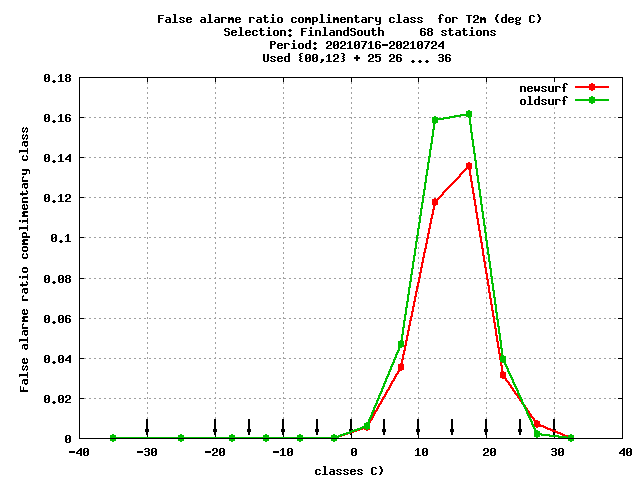 False alarme ratio complimentary class  for T2m (deg C)
Selection: FinlandSouth     68 stations
Period: 20210716-20210724
Used {00,12} + 25 26 ... 36
newsurf
oldsurf
False alarme ratio complimentary class
0.18
0.16
0.14
0.12
0.1
0.08
0.06
0.04
0.02
0
-40 -30 -20 -10 0 10 20 30 40
classes C)